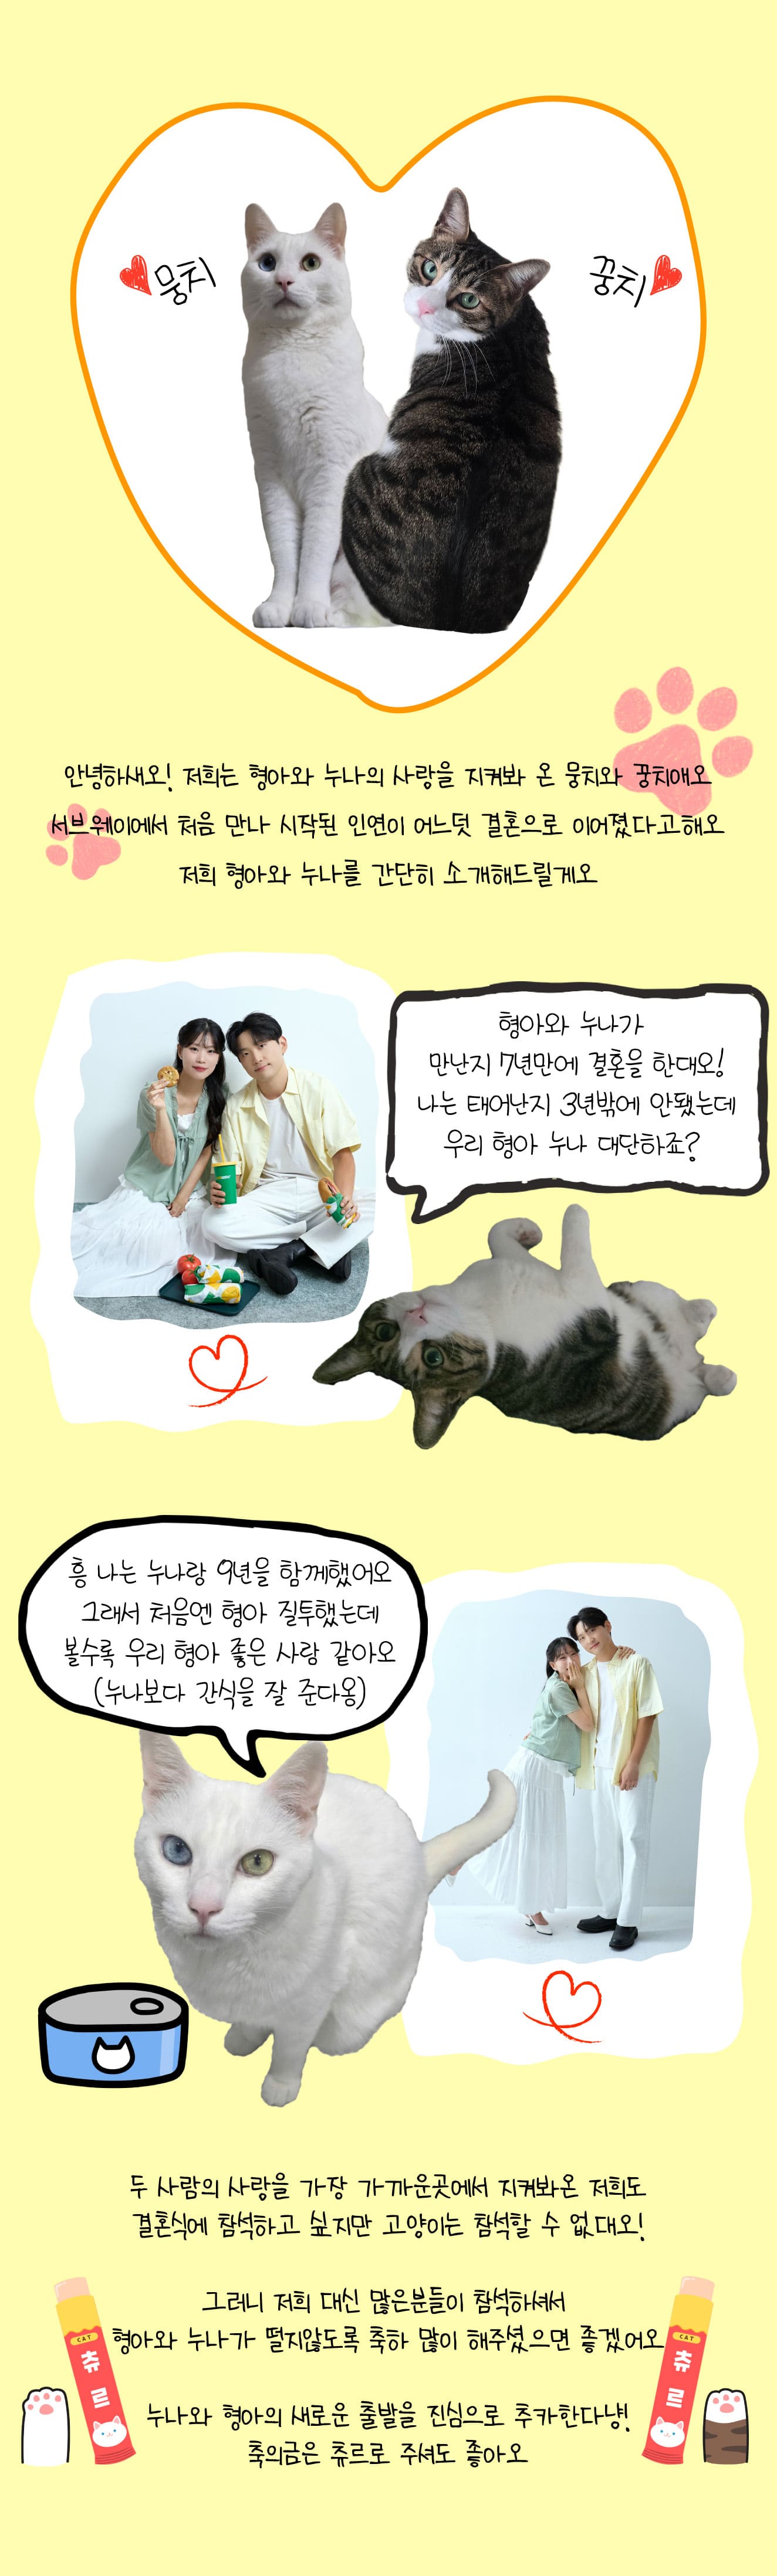 뭉치
꿍치
안녕하새오! 저희는 형아와 누나의 사랑을 지켜봐 온 뭉치와 꿍치애오
서브웨이에서 처음 만나 시작된 인연이 어느덧 결혼으로 이어졌다고해오
저희 형아와 누나를 간단히 소개해드릴게오
형아와 누나가
만난지 7년만에 결혼을 한대오!
나는 태어난지 3년밖에 안됐는데
우리 형아 누나 대단하죠?
흥 나는 누나랑 9년을 함께했어오
그래서 처음엔 형아 질투했는데
볼수록 우리 형아 좋은 사람 같아오
(누나보다 간식을 잘 준다옹)
두 사람의 사랑을 가장 가까운곳에서 지켜봐온 저희도
결혼식에 참석하고 싶지만 고양이는 참석할 수 없대오!
그러니 저희 대신 많은분들이 참석하셔서
형아와 누나가 떨지않도록 축하 많이 해주셨으면 좋겠어오
누나와 형아의 새로운 출발을 진심으로 추카한다냥!
축의금은 츄르로 주셔도 좋아오
CAT
츄르
CAT
츄르